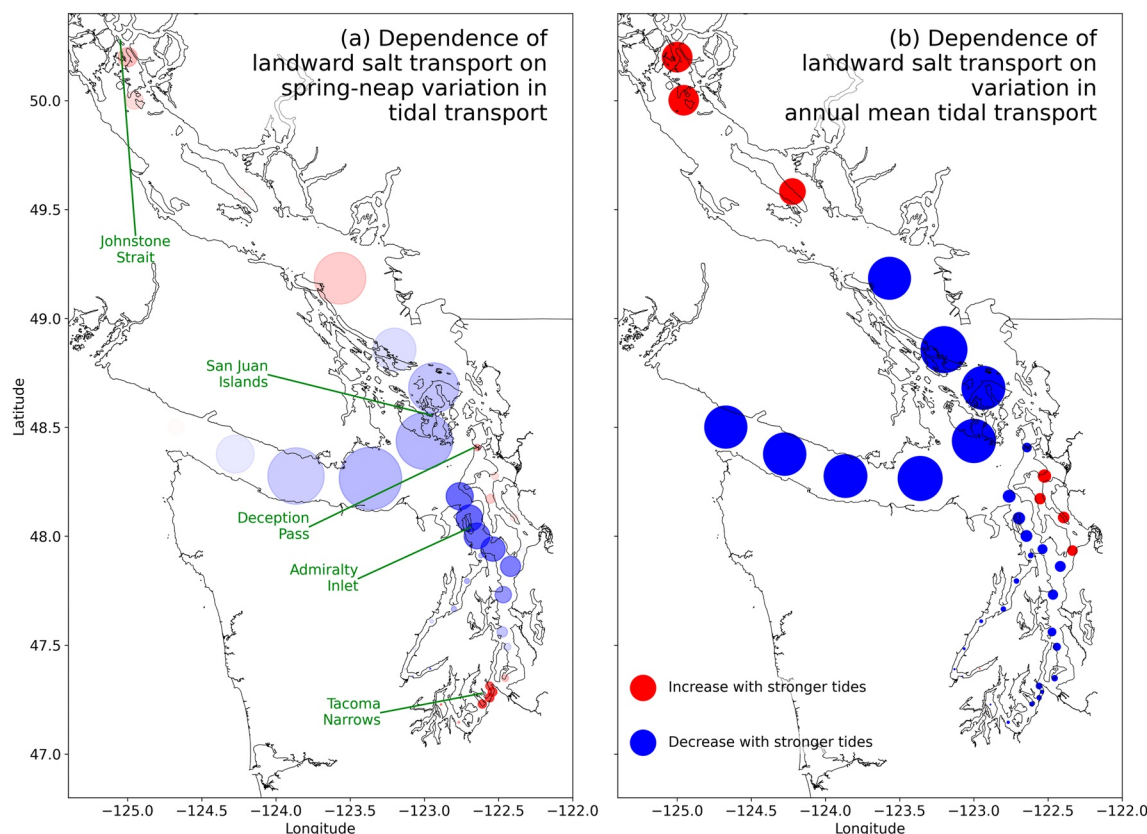 (a) Dependence of
landward salt transport on
spring-neap variation in
tidal transport
Johnstone
Strait
San Juan
Islands
Deception
Pass
Admiralty
Inlet
Tacoma
Narrows
50.0
49.5
49.0
48.5
48.0
47.5
47.0
Latitude
−125.0
−124.5
−124.0
−123.5
−123.0
−122.5
−122.0
Longitude
(b) Dependence of
landward salt transport on
variation in
annual mean tidal transport
Increase with stronger tides
Decrease with stronger tides
−125.0
−124.5
−124.0
−123.5
−123.0
−122.5
−122.0
Longitude